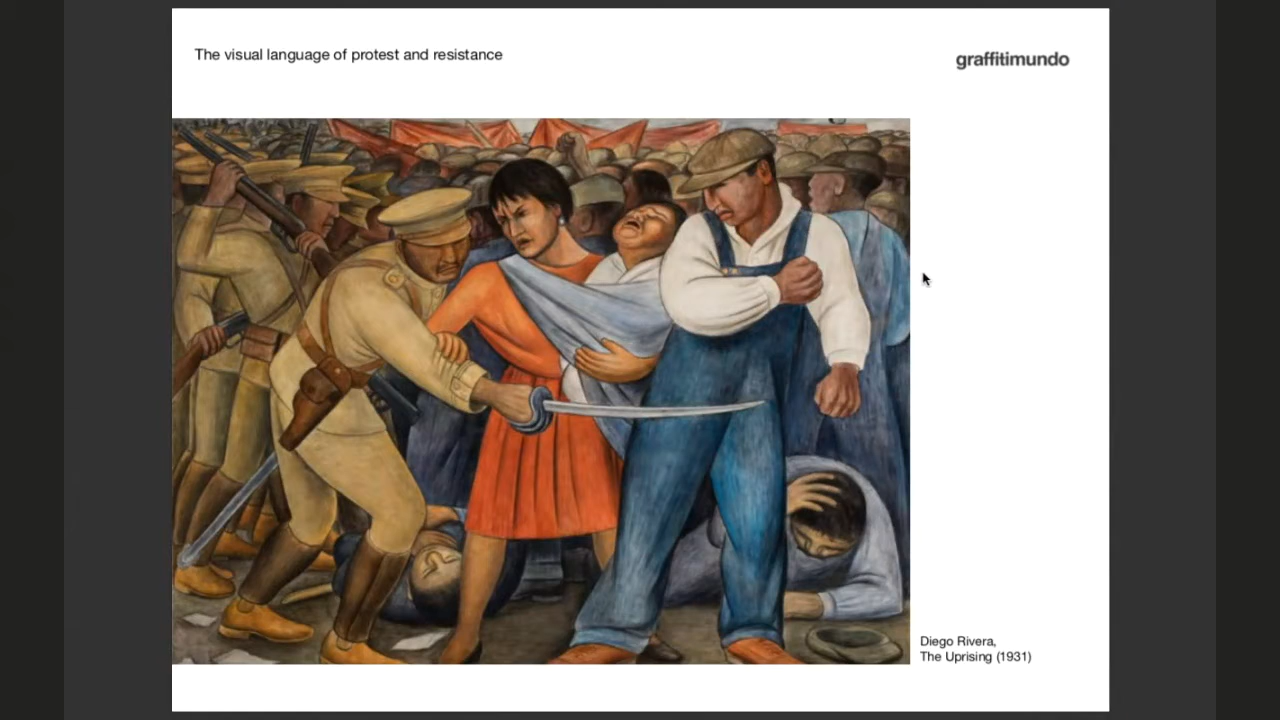 The visual language of protest and resistance
graffitimundo
Diego Rivera,
The Uprising (1931)